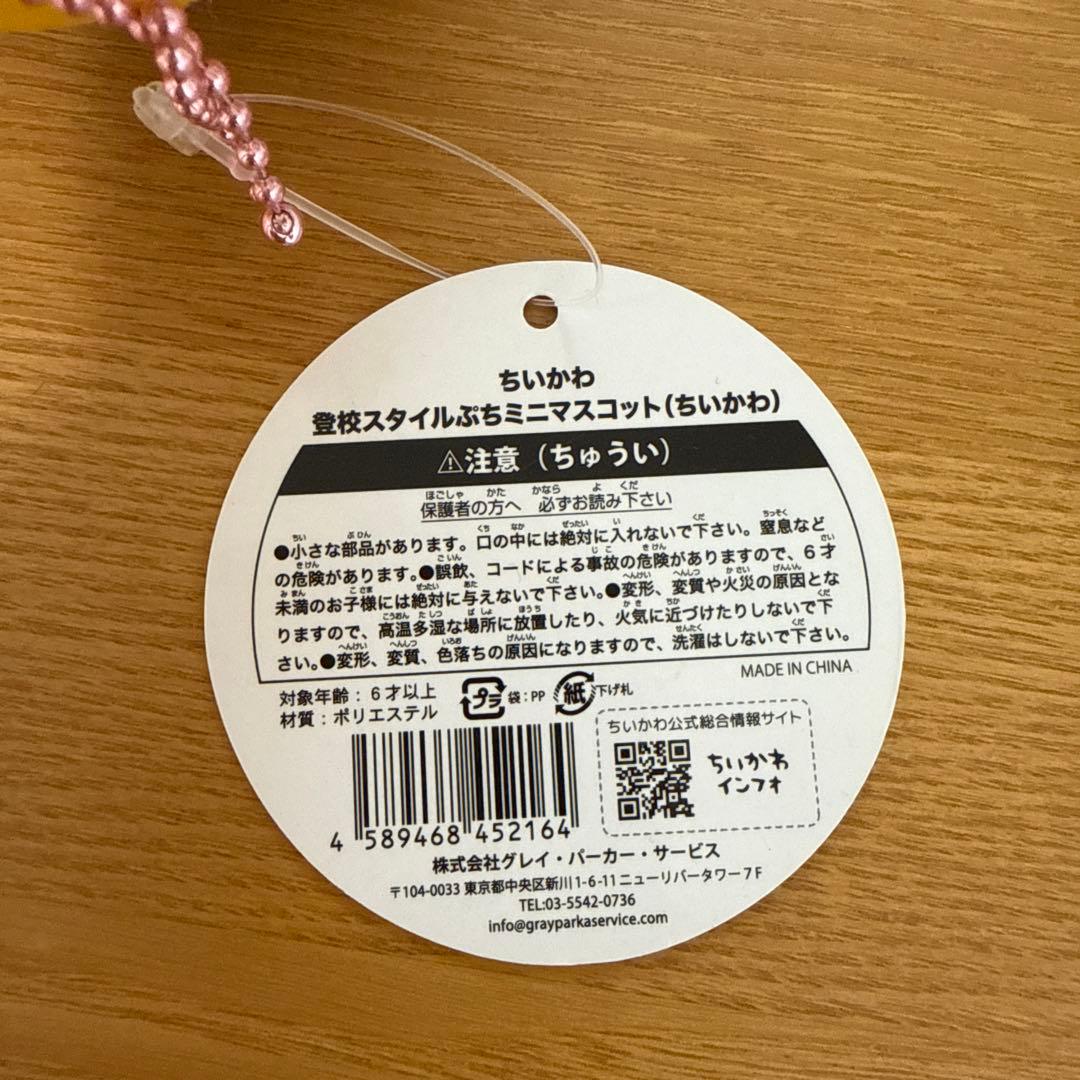 ちいかわ
登校スタイルぷちミニマスコット(ちいかわ)
⚠注意(ちゅうい)
保護者の方へ 必ずお読み下さい
●小さな部品があります。口の中には絶対に入れないで下さい。窒息など
の危険があります。●誤飲、コードによる事故の危険がありますので、6才
未満のお子様には絶対に与えないで下さい。●変形、変質や火災の原因とな
りますので、高温多湿な場所に放置したり、火気に近づけたりしないで下
さい。●変形、変質、色落ちの原因になりますので、洗濯はしないで下さい。
MADE IN CHINA
対象年齢:6才以上
材質:ポリエステル
プラ 袋:PP 紙 下げ札
ちいかわ公式総合情報サイト
ちいかわ
インフォ
4 589468 452164
株式会社グレイ・パーカー・サービス
〒104-0033 東京都中央区新川1-6-11ニューリバータワー7F
TEL:03-5542-0736
info@grayparkaservice.com